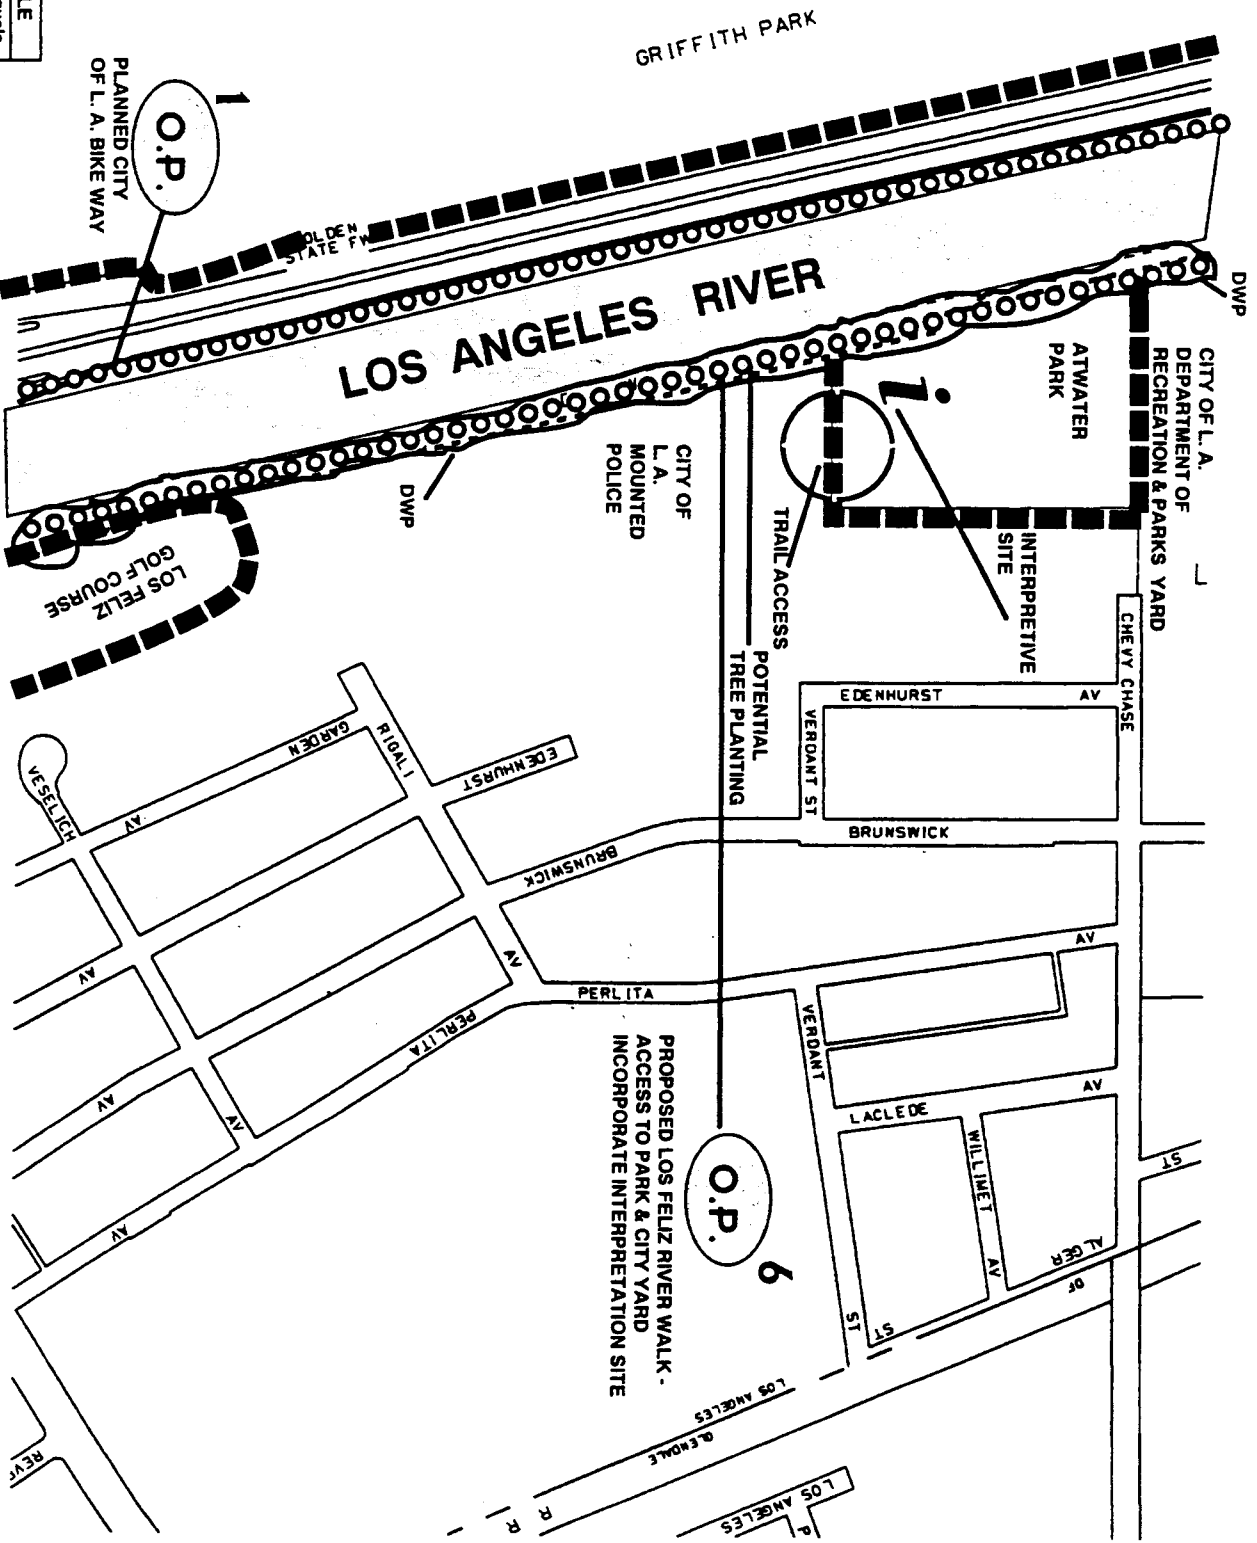 GRIFFITH PARK
1
O.P.
PLANNED CITY
OF L. A. BIKE WAY
STATE
LOS ANGELES RIVER
DWP
CITY OF L. A.
DEPARTMENT OF
RECREATION & PARKS YARD
ATWATER
PARK
i
INTERPRETIVE
SITE
TRAIL ACCESS
CITY OF
L. A.
MOUNTED
POLICE
DWP
POTENTIAL
TREE PLANTING
LOS FELIZ
GOLF COURSE
CHEVY CHASE
EDENHURST AV
VERDANT ST
BRUNSWICK
EDENHURST
RIGALI
GARDEN
AV
VESELICH
BRUNSWICK
AV
AV
PERLITA
AV
PERLITA
VERDANT
ST
LACLEDE
AV
WILLIMET
AV
ST
ALGER
ST
DF
AV
AV
AV
6
O.P.
PROPOSED LOS FELIZ RIVER WALK -
ACCESS TO PARK & CITY YARD
INCORPORATE INTERPRETATION SITE
LOS ANGELES
GLENDALE
R R
LOS ANGELES
P